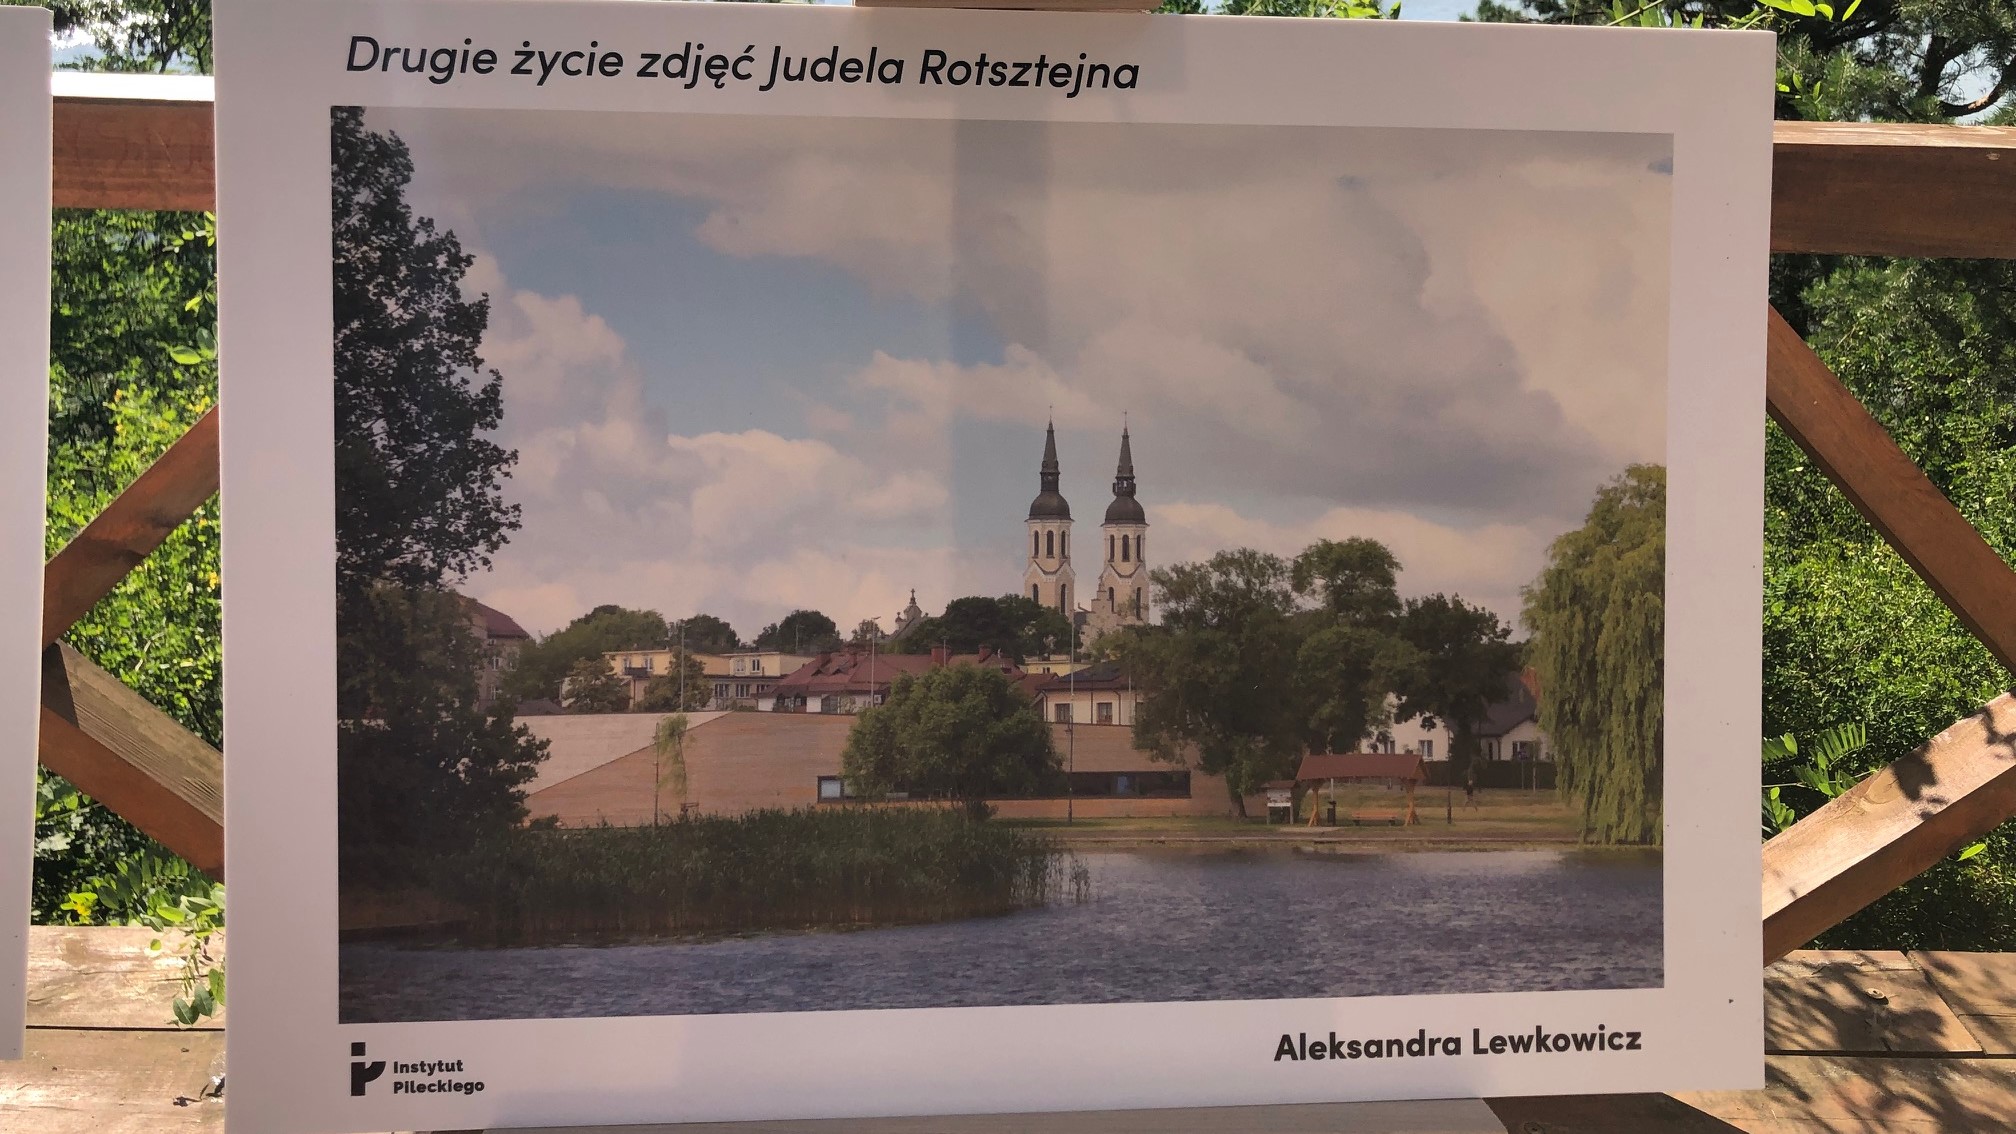 Drugie życie zdjęć Judela Rotsztejna
Aleksandra Lewkowicz
Instytut
Pileckiego